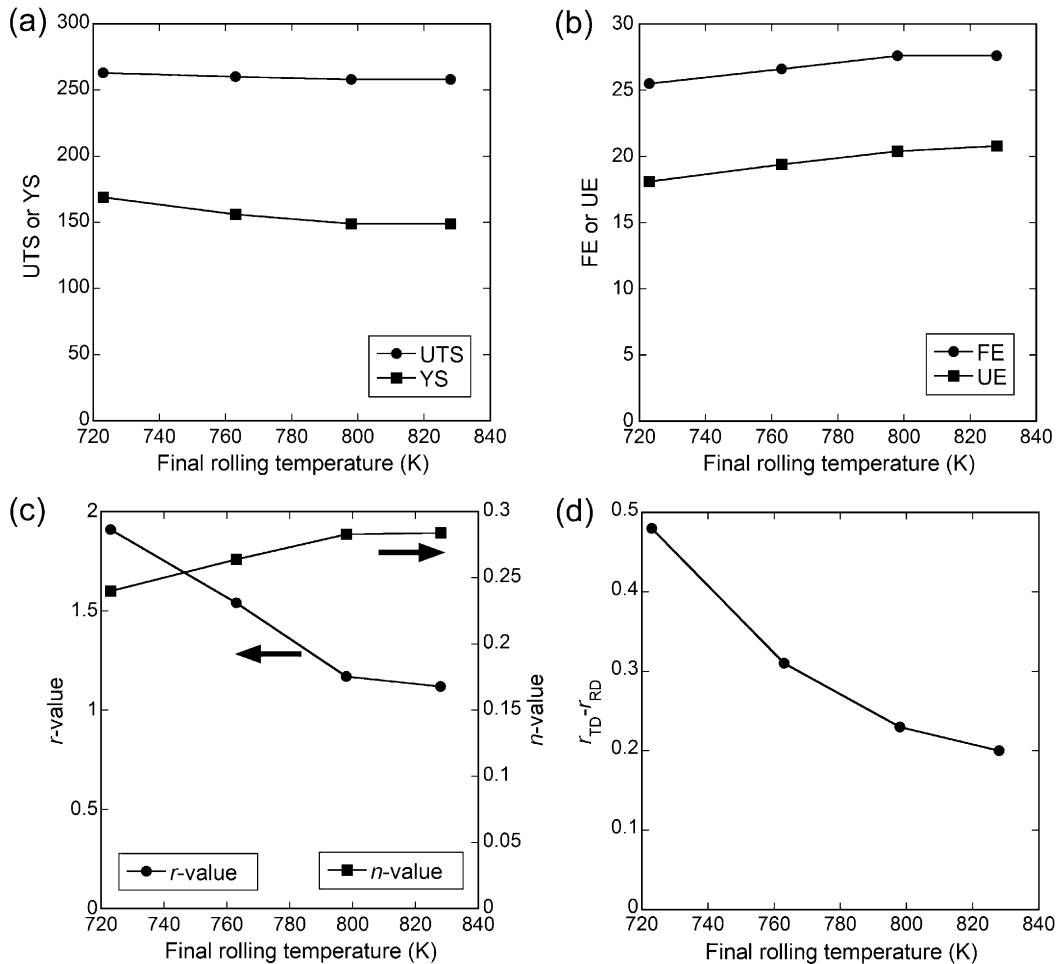 (a)
300
250
200
150
100
50
0
UTS or YS
UTS
YS
720 740 760 780 800 820 840
Final rolling temperature (K)
(b)
30
25
20
15
10
5
0
FE or UE
FE
UE
720 740 760 780 800 820 840
Final rolling temperature (K)
(c)
2
1.5
1
0.5
0
r-value
0.3
0.25
0.2
0.15
0.1
0.05
0
n-value
r-value
n-value
720 740 760 780 800 820 840
Final rolling temperature (K)
(d)
0.5
0.4
0.3
0.2
0.1
0
rTD-rRD
720 740 760 780 800 820 840
Final rolling temperature (K)